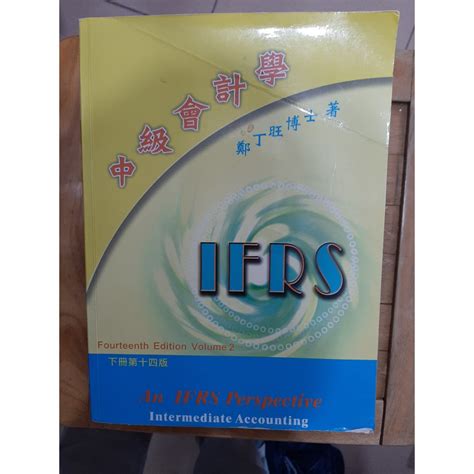 中級會計學
鄭丁旺博士 著
IFRS
Fourteenth Edition Volume 2
下冊第十四版
An IFRS Perspective
Intermediate Accounting